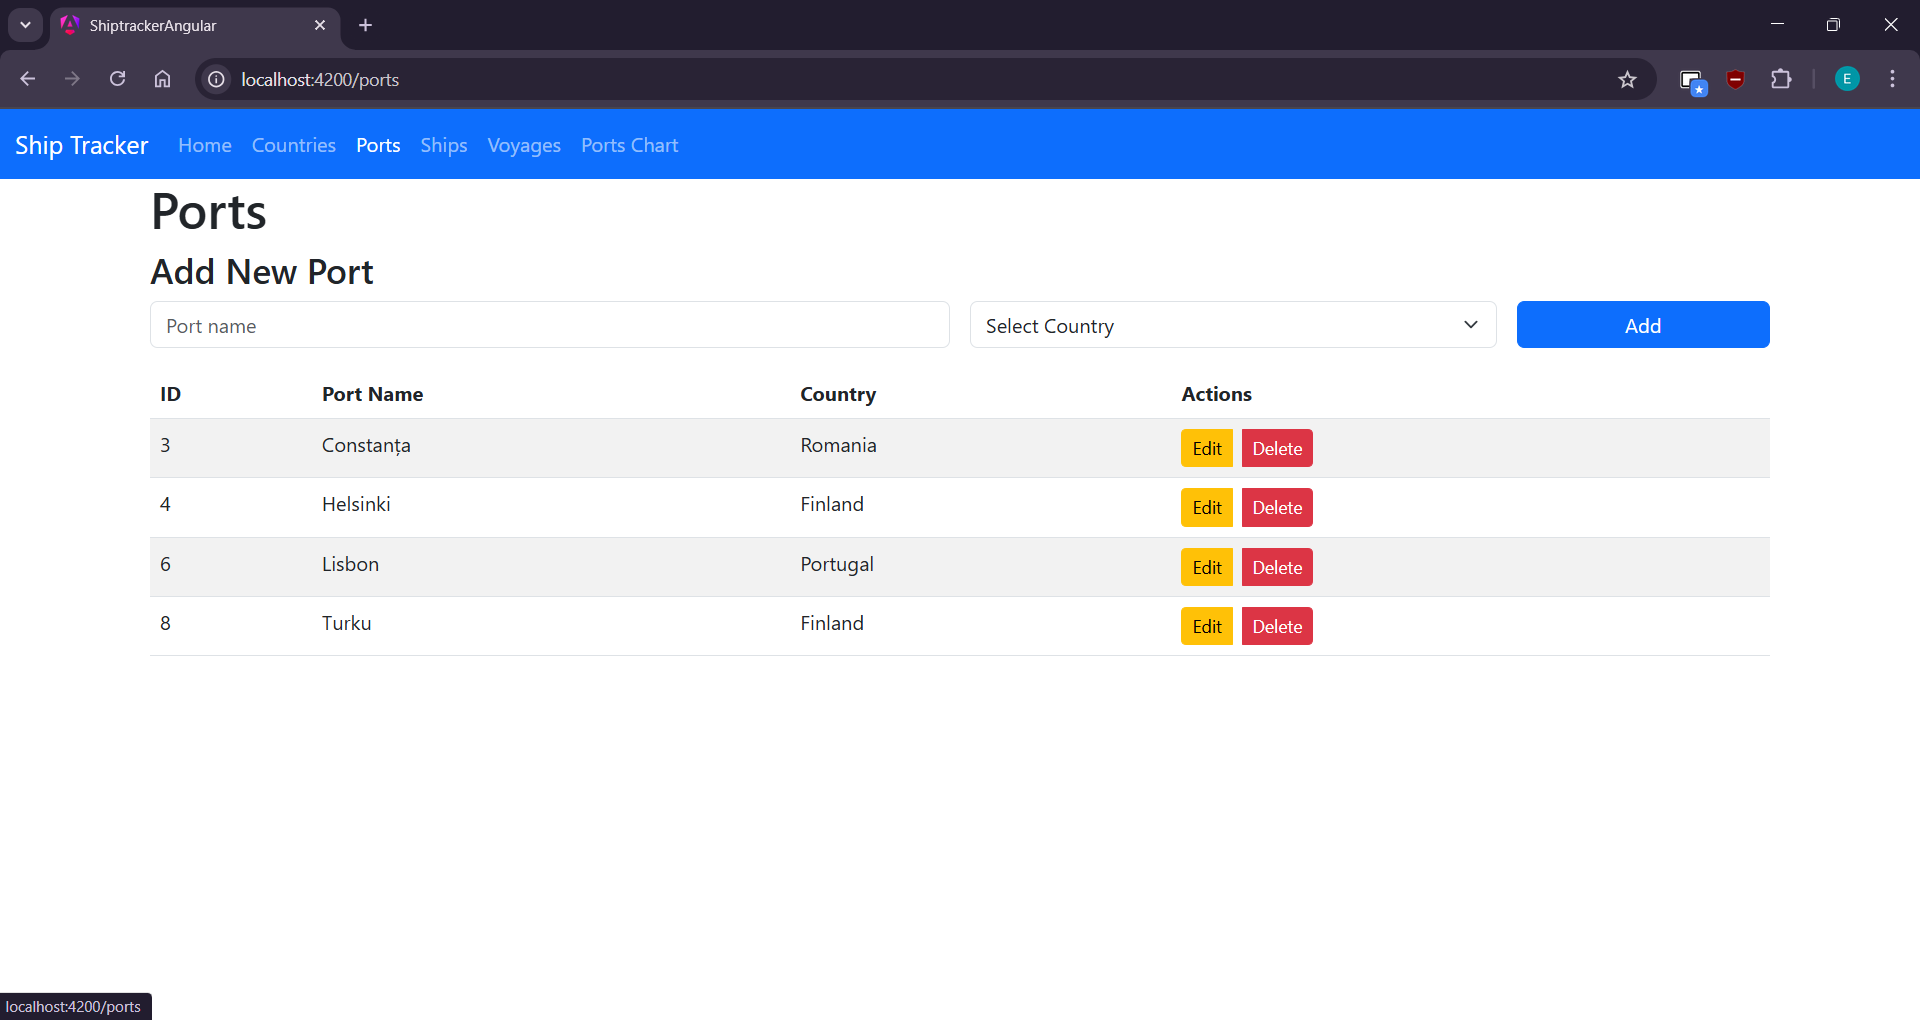 ShiptrackerAngular
localhost:4200/ports
E
Ship Tracker Home Countries Ports Ships Voyages Ports Chart
Ports
Add New Port
Port name Select Country Add
ID Port Name Country Actions
3 Constanța Romania Edit Delete
4 Helsinki Finland Edit Delete
6 Lisbon Portugal Edit Delete
8 Turku Finland Edit Delete
localhost:4200/ports